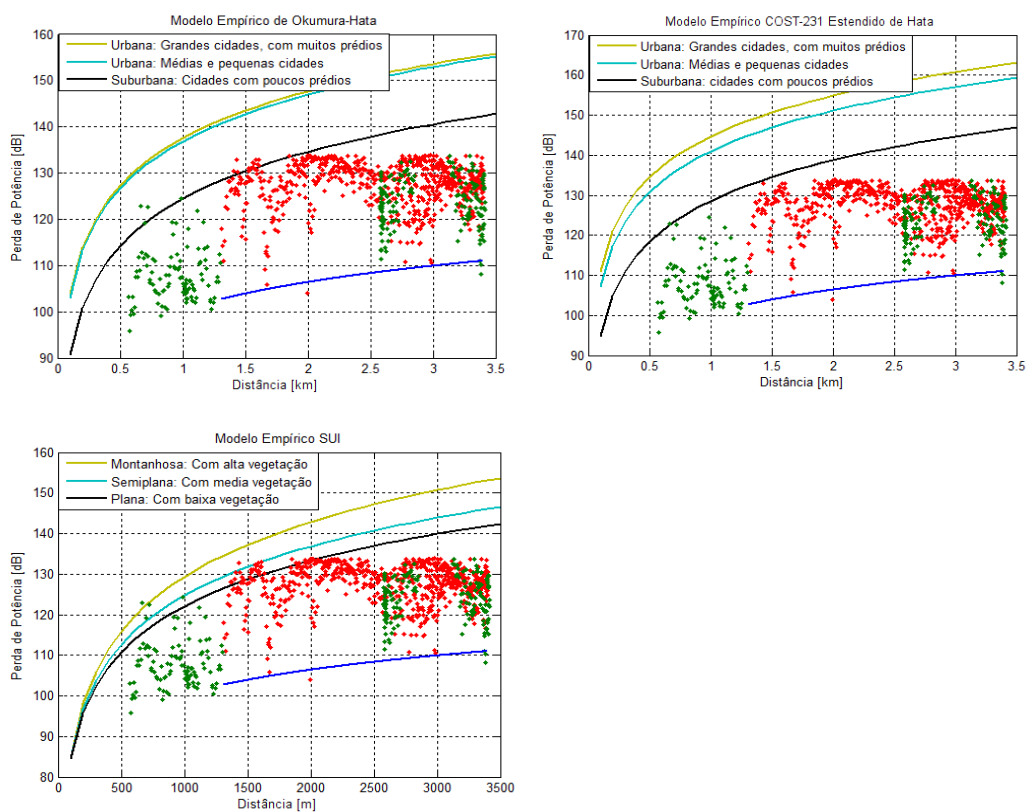 Modelo Empírico de Okumura-Hata
160
150
140
130
120
110
100
90
Perda de Potência [dB]
Urbana: Grandes cidades, com muitos prédios
Urbana: Médias e pequenas cidades
Suburbana: Cidades com poucos prédios
0 0.5 1 1.5 2 2.5 3 3.5
Distância [km]
Modelo Empírico COST-231 Estendido de Hata
170
160
150
140
130
120
110
100
90
Perda de Potência [dB]
Urbana: Grandes cidades, com muitos prédios
Urbana: Médias e pequenas cidades
Suburbana: cidades com poucos prédios
0 0.5 1 1.5 2 2.5 3 3.5
Distância [km]
Modelo Empírico SUI
160
150
140
130
120
110
100
90
80
Perda de Potência [dB]
Montanhosa: Com alta vegetação
Semiplana: Com media vegetação
Plana: Com baixa vegetação
0 500 1000 1500 2000 2500 3000 3500
Distância [m]